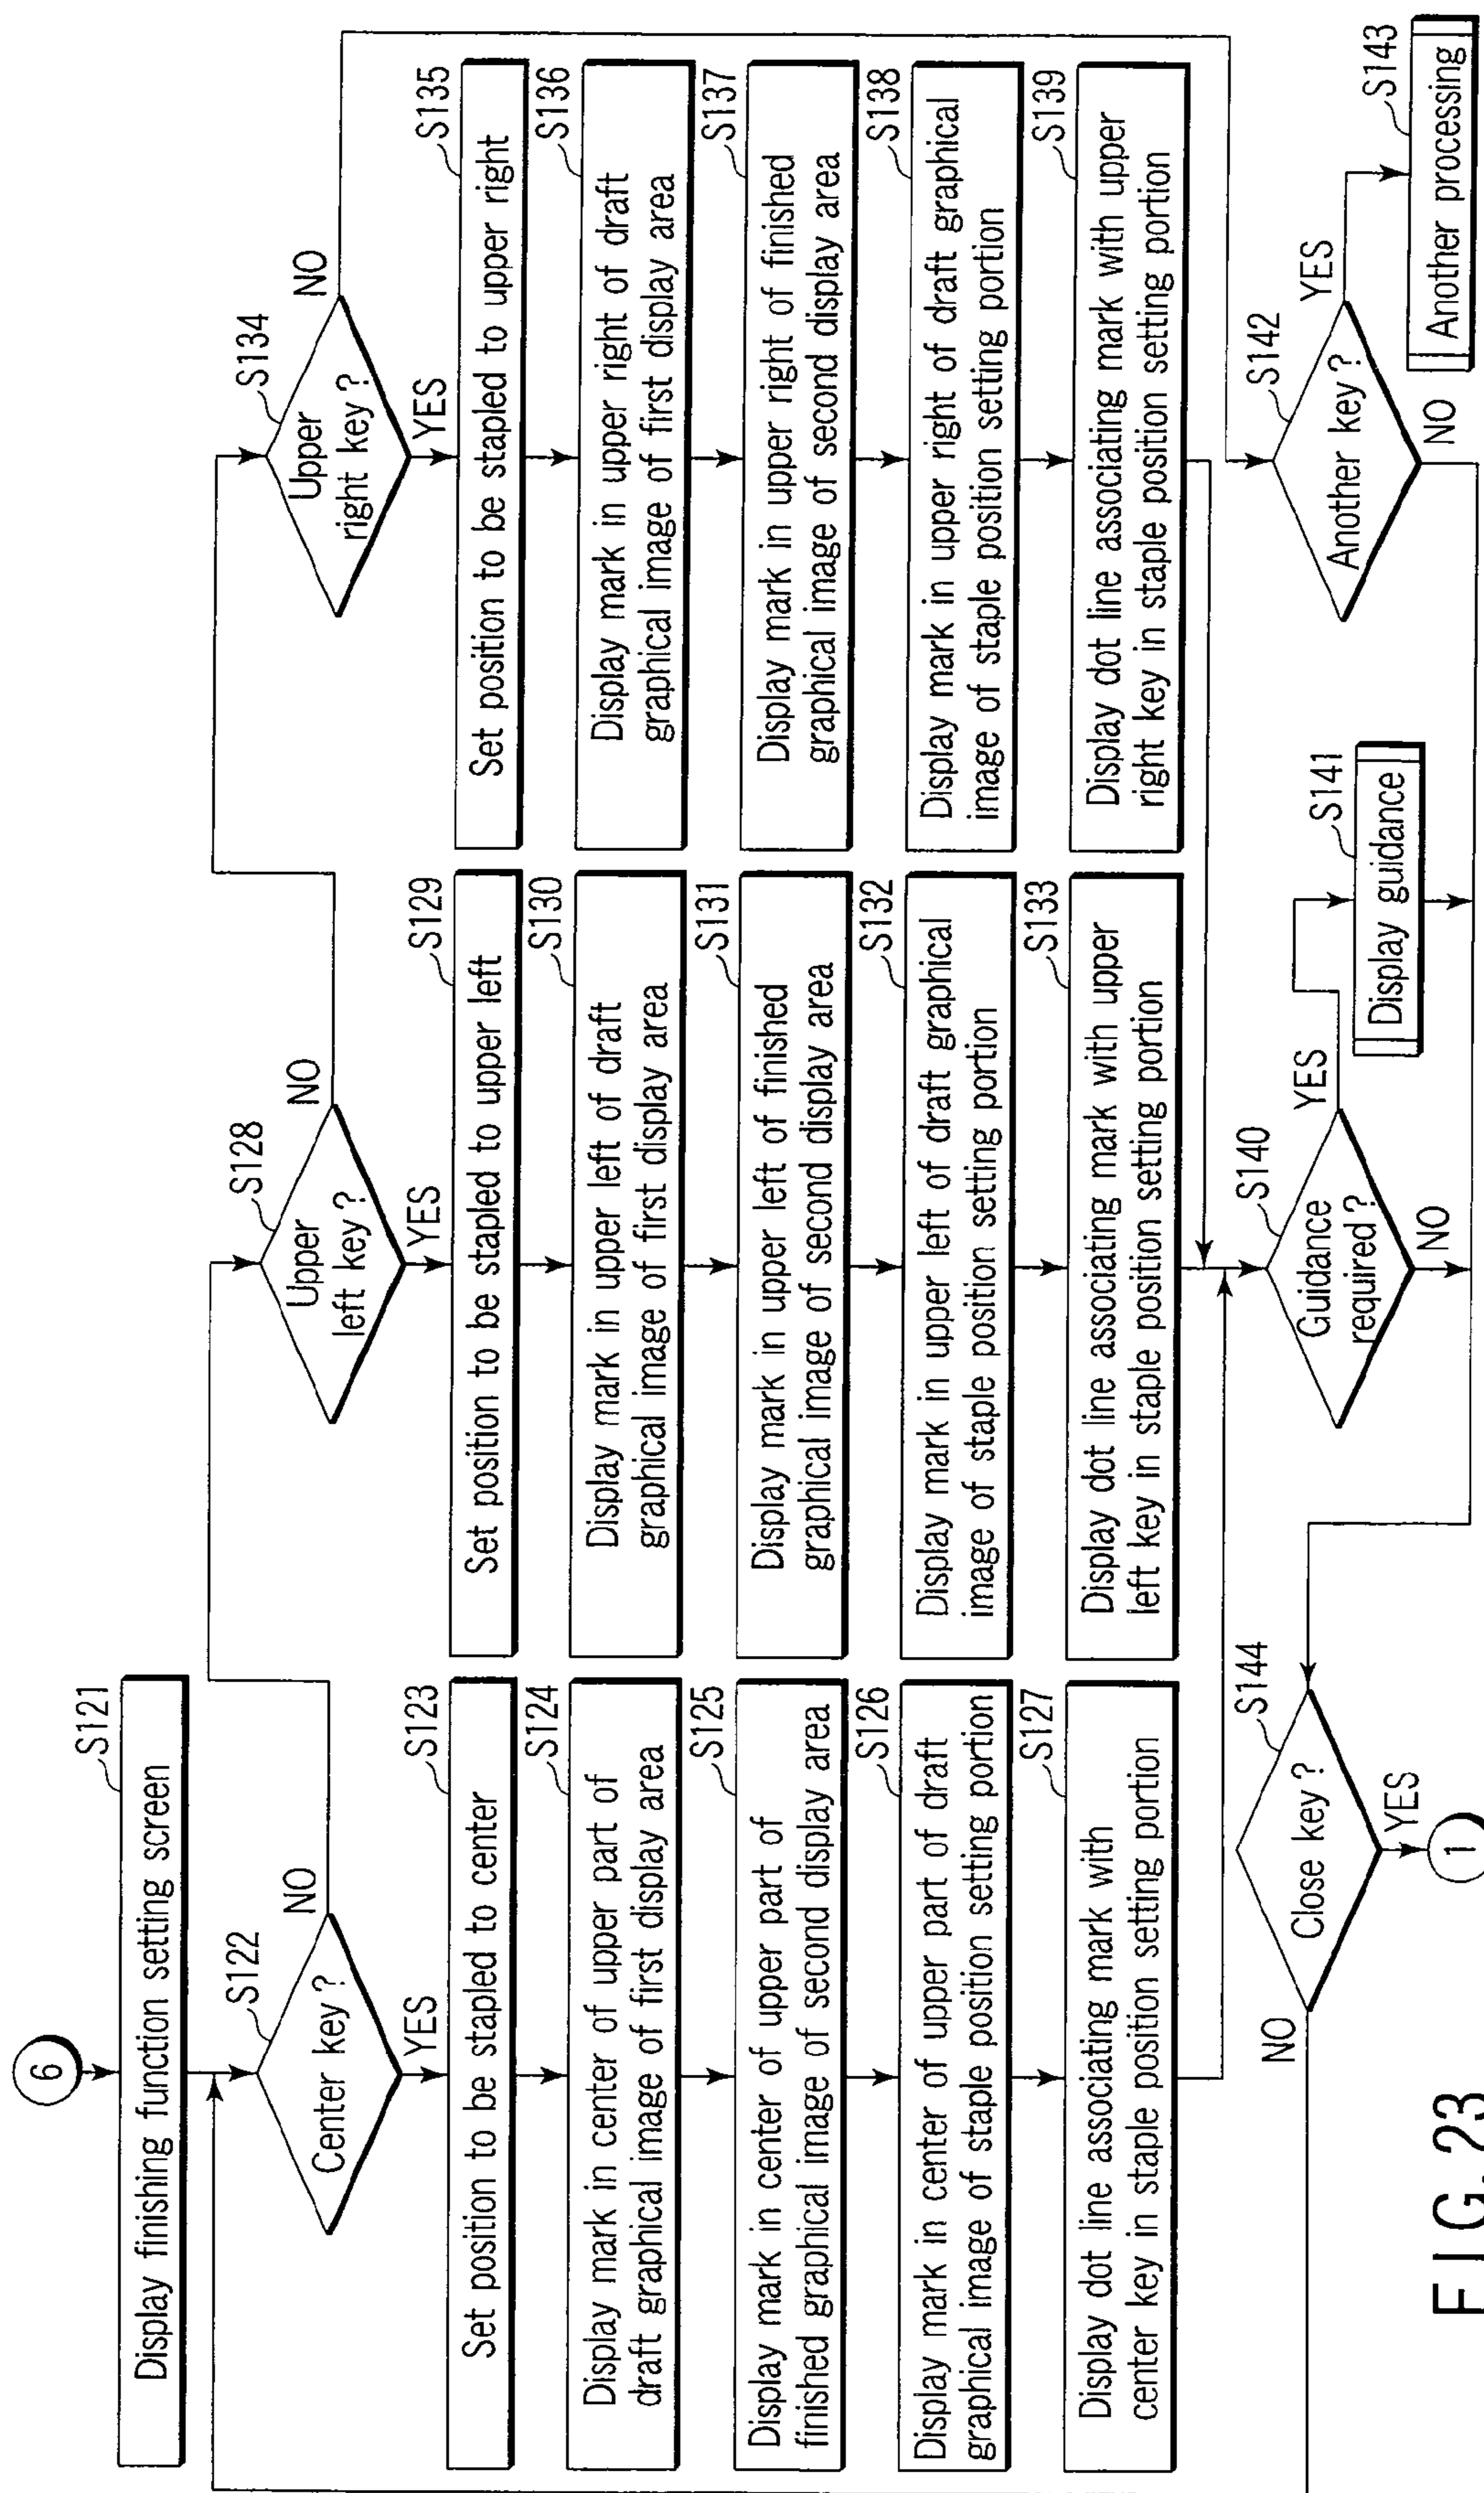 6
S121
Display finishing function setting screen
S122
Center key?
NO
YES
S123
Set position to be stapled to center
S124
Display mark in center of upper part of
draft graphical image of first display area
S125
Display mark in center of upper part of
finished graphical image of second display area
S126
Display mark in center of upper part of draft
graphical image of staple position setting portion
S127
Display dot line associating mark with
center key in staple position setting portion
S128
Upper
left key?
NO
YES
S129
Set position to be stapled to upper left
S130
Display mark in upper left of draft
graphical image of first display area
S131
Display mark in upper left of finished
graphical image of second display area
S132
Display mark in upper left of draft graphical
image of staple position setting portion
S133
Display dot line associating mark with upper
left key in staple position setting portion
S134
Upper
right key?
NO
YES
S135
Set position to be stapled to upper right
S136
Display mark in upper right of draft
graphical image of first display area
S137
Display mark in upper right of finished
graphical image of second display area
S138
Display mark in upper right of draft graphical
image of staple position setting portion
S139
Display dot line associating mark with upper
right key in staple position setting portion
S140
Guidance
required?
YES
NO
S141
Display guidance
S142
Another key?
YES
NO
S143
Another processing
S144
Close key?
NO
YES
1
FIG. 23